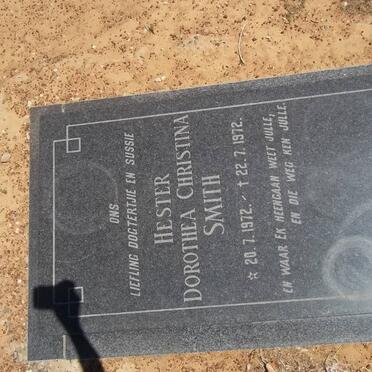 ONS
LIEFLING DOGTERTJIE EN SUSSIE
HESTER
DOROTHEA CHRISTINA
SMITH
☆ 20.7.1972. ~ † 22.7.1972.
EN WAAR EK HEENGAAN WEET JULLE,
EN DIE WEG KEN JULLE.